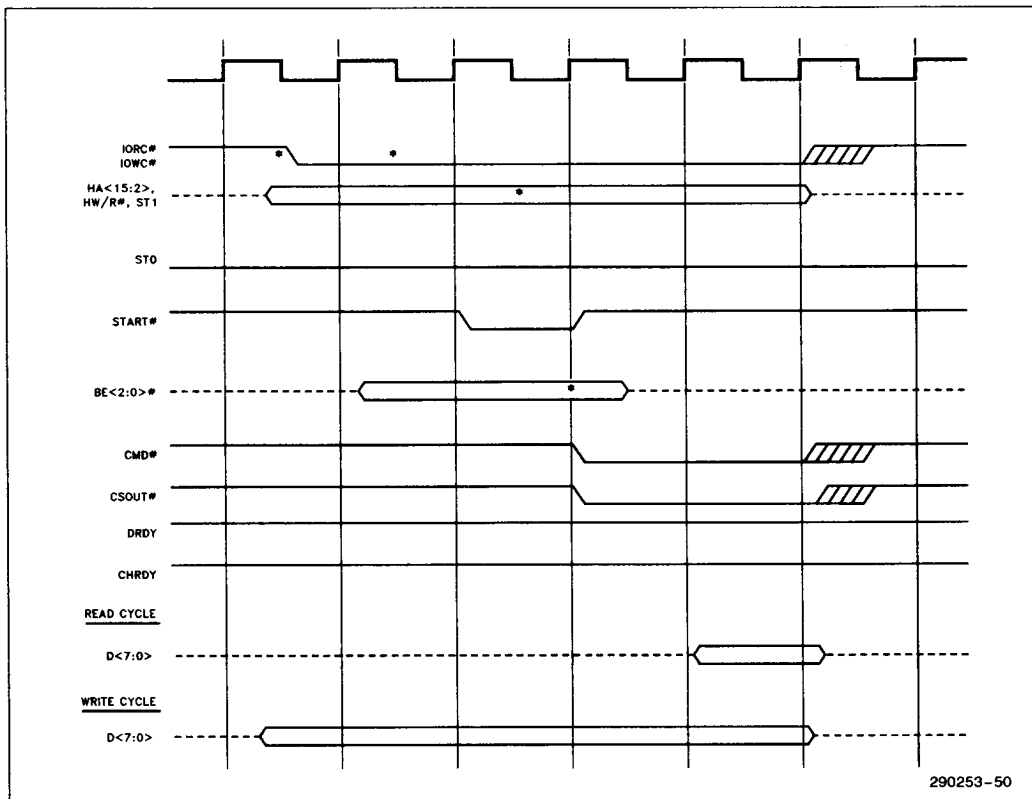 IORC#
IOWC#
HA<15:2>,
HW/R#, ST1
ST0
START#
BE<2:0>#
CMD#
CSOUT#
DRDY
CHRDY
READ CYCLE
D<7:0>
WRITE CYCLE
D<7:0>
290253-50